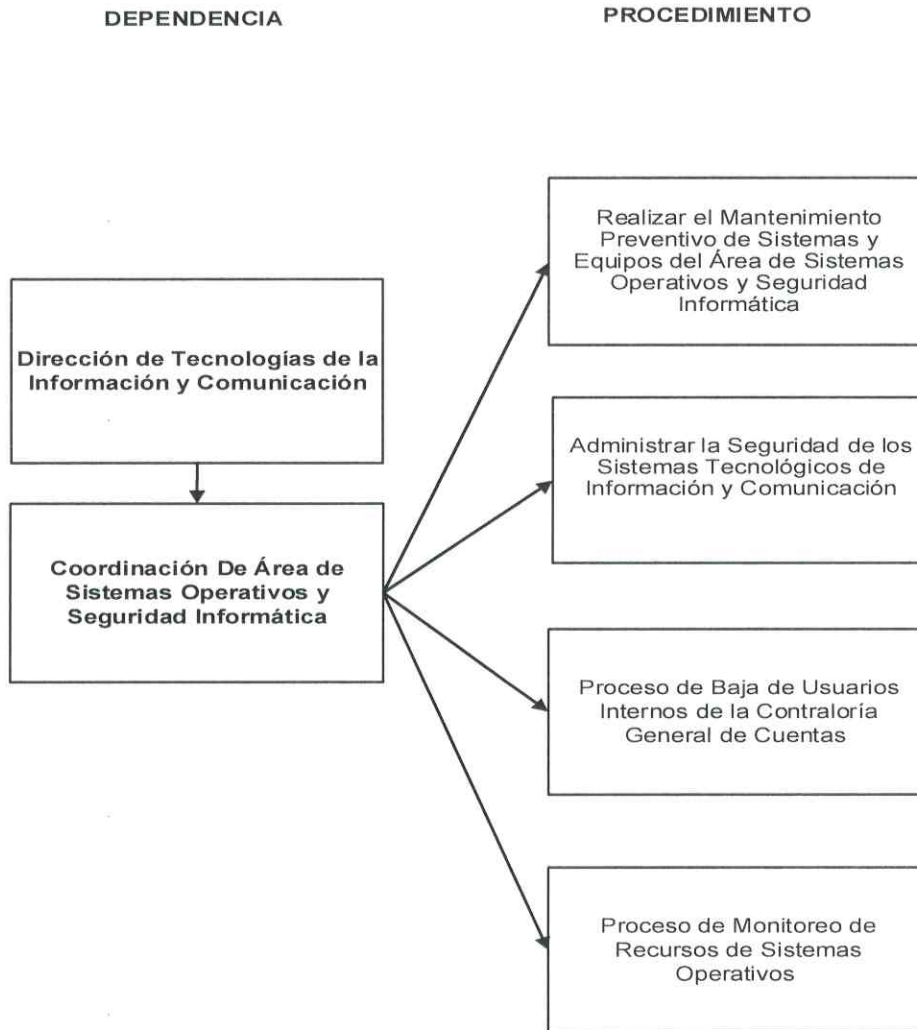 DEPENDENCIA
PROCEDIMIENTO
Dirección de Tecnologías de la
Información y Comunicación
Coordinación De Área de
Sistemas Operativos y
Seguridad Informática
Realizar el Mantenimiento
Preventivo de Sistemas y
Equipos del Área de Sistemas
Operativos y Seguridad
Informática
Administrar la Seguridad de los
Sistemas Tecnológicos de
Información y Comunicación
Proceso de Baja de Usuarios
Internos de la Contraloría
General de Cuentas
Proceso de Monitoreo de
Recursos de Sistemas
Operativos